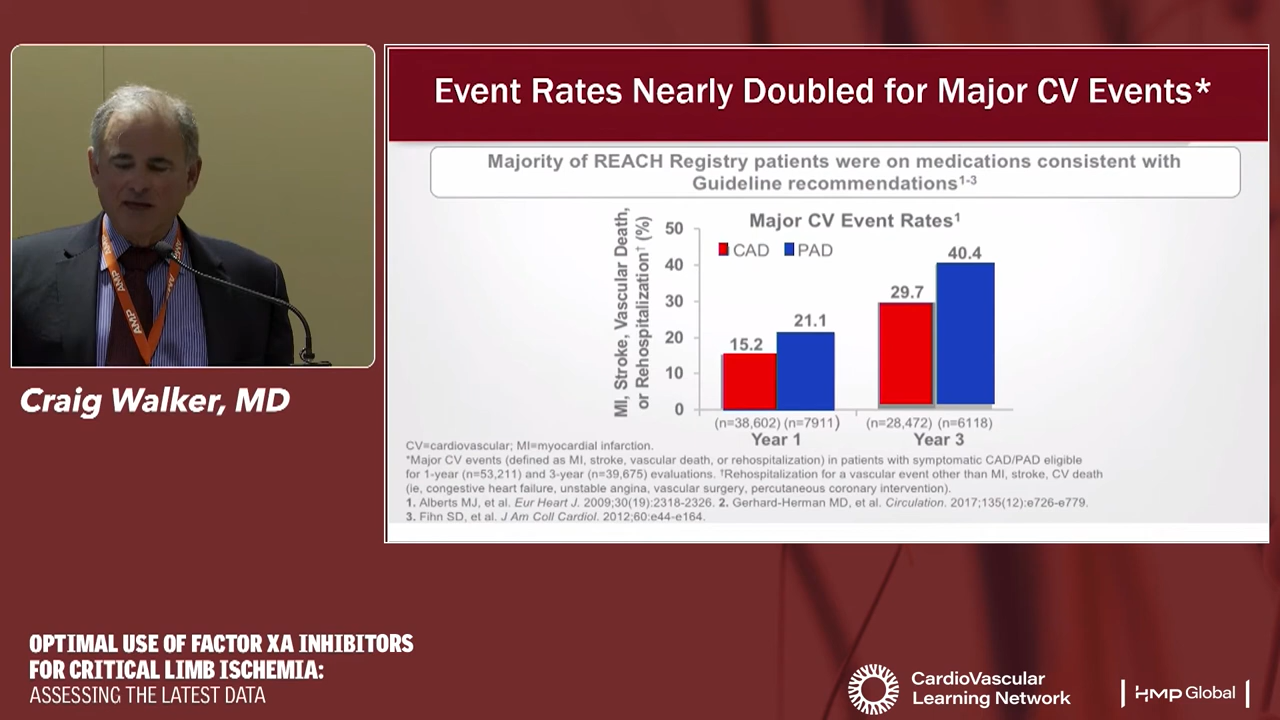 Event Rates Nearly Doubled for Major CV Events*
Majority of REACH Registry patients were on medications consistent with
Guideline recommendations1-3
Major CV Event Rates1
MI, Stroke, Vascular Death,
or Rehospitalization† (%)
CAD PAD
50
40
30
20
10
0
15.2
21.1
29.7
40.4
(n=38,602) (n=7911) (n=28,472) (n=6118)
Year 1 Year 3
CV=cardiovascular; MI=myocardial infarction.
*Major CV events (defined as MI, stroke, vascular death, or rehospitalization) in patients with symptomatic CAD/PAD eligible
for 1-year (n=53,211) and 3-year (n=39,675) evaluations. †Rehospitalization for a vascular event other than MI, stroke, CV death
(ie, congestive heart failure, unstable angina, vascular surgery, percutaneous coronary intervention).
1. Alberts MJ, et al. Eur Heart J. 2009;30(19):2318-2326. 2. Gerhard-Herman MD, et al. Circulation. 2017;135(12):e726-e779.
3. Fihn SD, et al. J Am Coll Cardiol. 2012;60:e44-e164.
AMP
AMP
AMP
Craig Walker, MD
OPTIMAL USE OF FACTOR XA INHIBITORS
FOR CRITICAL LIMB ISCHEMIA:
ASSESSING THE LATEST DATA
CardioVascular
Learning Network
HMP Global